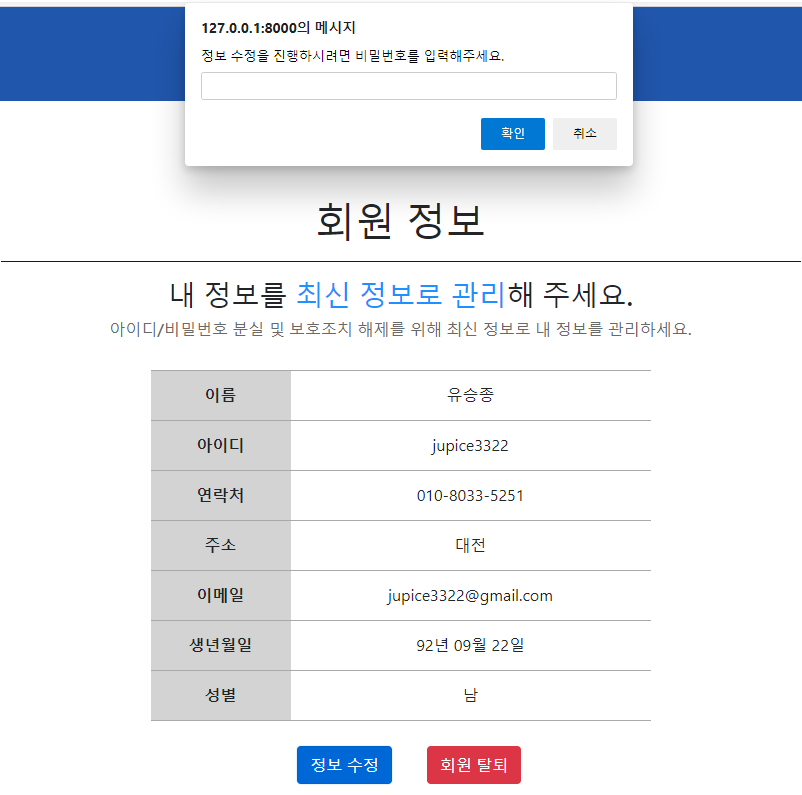 127.0.0.1:8000의 메시지
정보 수정을 진행하시려면 비밀번호를 입력해주세요.
확인 취소
회원 정보
내 정보를 최신 정보로 관리해 주세요.
아이디/비밀번호 분실 및 보호조치 해제를 위해 최신 정보로 내 정보를 관리하세요.
이름 유승종
아이디 jupice3322
연락처 010-8033-5251
주소 대전
이메일 jupice3322@gmail.com
생년월일 92년 09월 22일
성별 남
정보 수정 회원 탈퇴